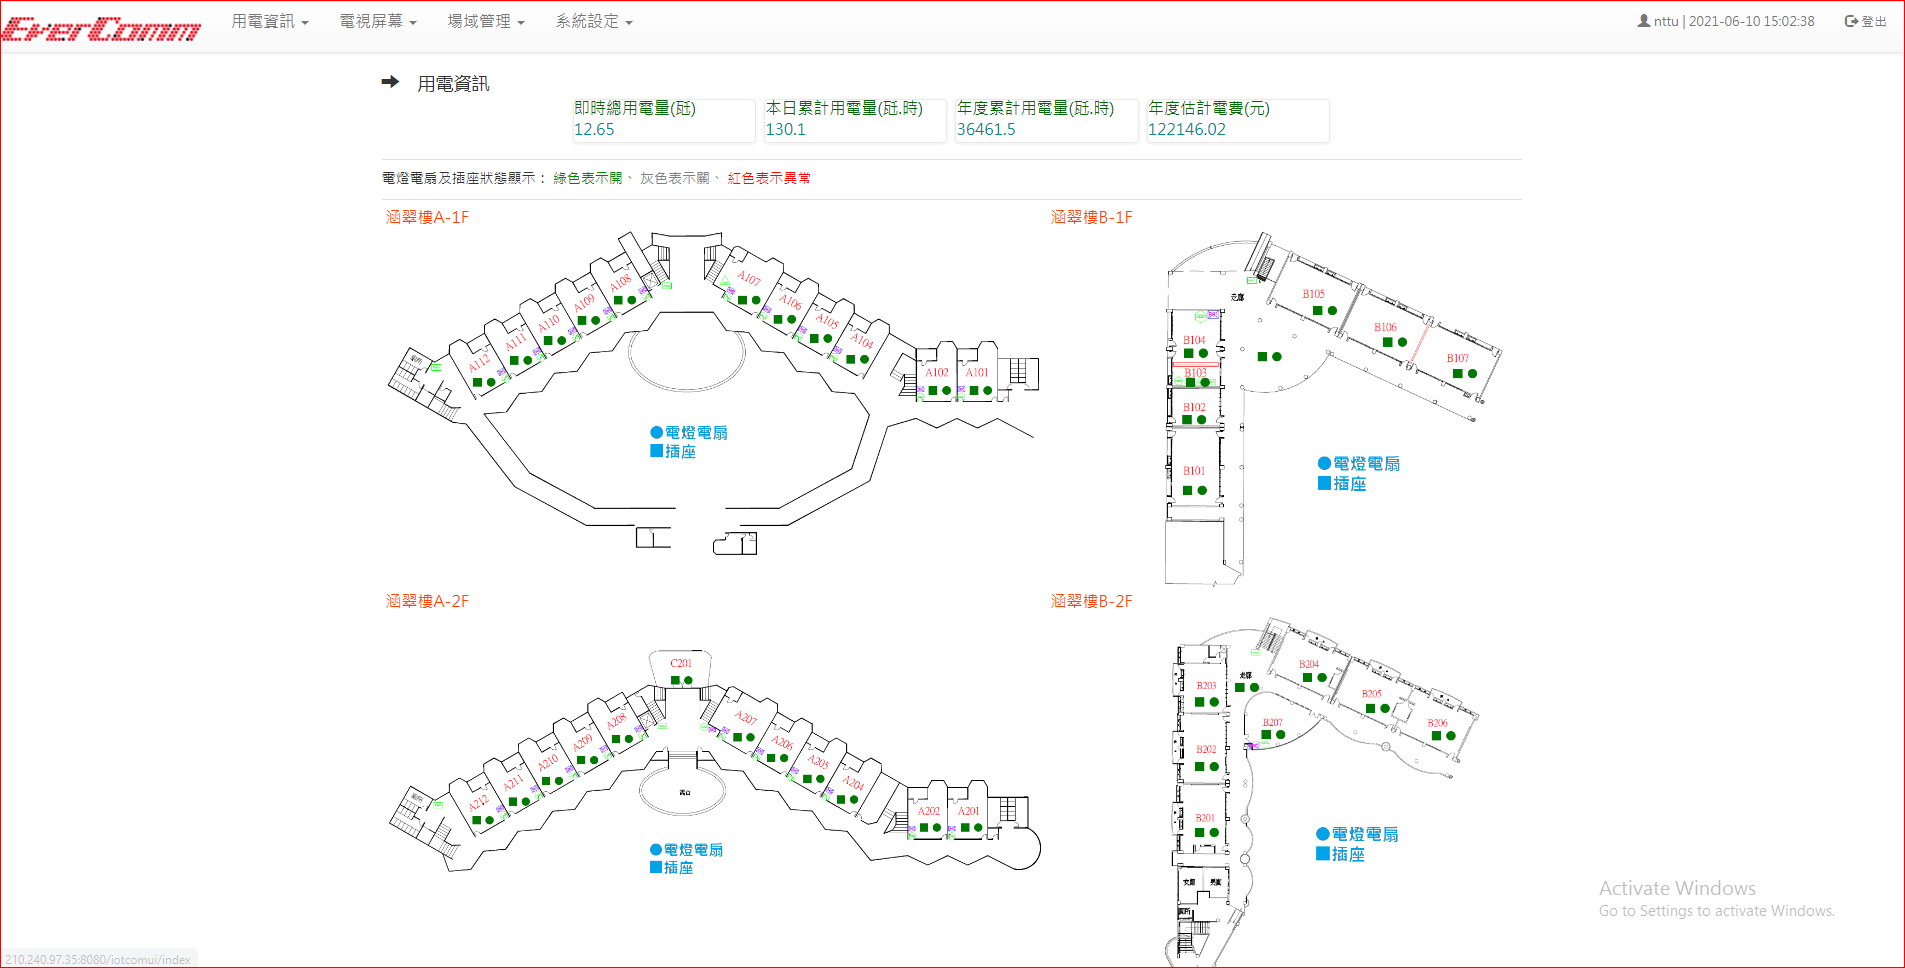 EverComm
用電資訊
電視屏幕
場域管理
系統設定
nttu | 2021-06-10 15:02:38
登出
用電資訊
即時總用電量(瓩)
12.65
本日累計用電量(瓩.時)
130.1
年度累計用電量(瓩.時)
36461.5
年度估計電費(元)
122146.02
電燈電扇及插座狀態顯示： 綠色表示開、 灰色表示關、 紅色表示異常
涵翠樓A-1F
A112
A111
A110
A109
A108
A107
A106
A105
A104
A102
A101
電燈電扇
插座
涵翠樓B-1F
走廊
B105
B106
B107
B104
B103
B102
B101
電燈電扇
插座
涵翠樓A-2F
C201
A212
A211
A210
A209
A208
A207
A206
A205
A204
A202
A201
電燈電扇
插座
涵翠樓B-2F
走廊
B204
B205
B206
B207
B203
B202
B201
電燈電扇
插座
女廁
男廁
Activate Windows
Go to Settings to activate Windows.
210.240.97.35:8080/iotcomui/index